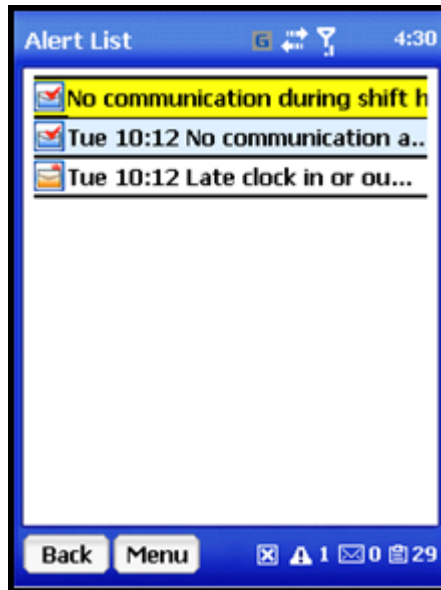 Alert List G 4:30
No communication during shift h
Tue 10:12 No communication a..
Tue 10:12 Late clock in or ou...
Back Menu 1 0 29